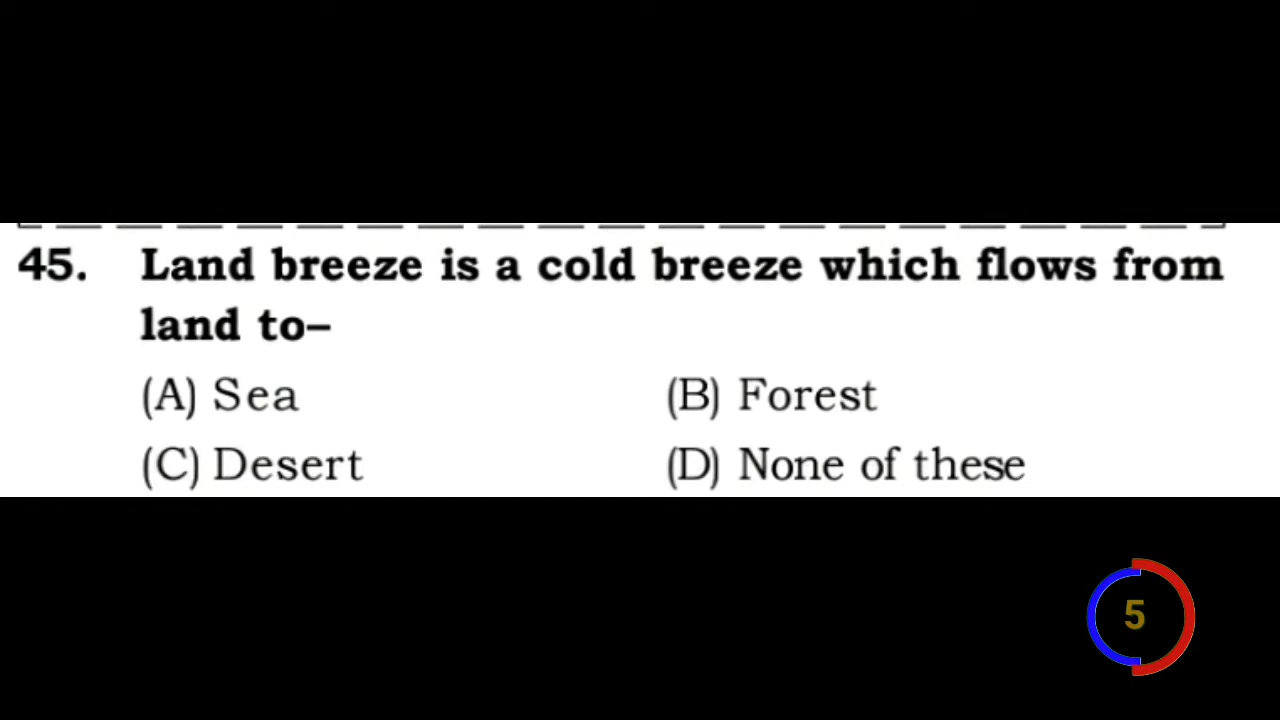 45. Land breeze is a cold breeze which flows from
land to–
(A) Sea (B) Forest
(C) Desert (D) None of these
5